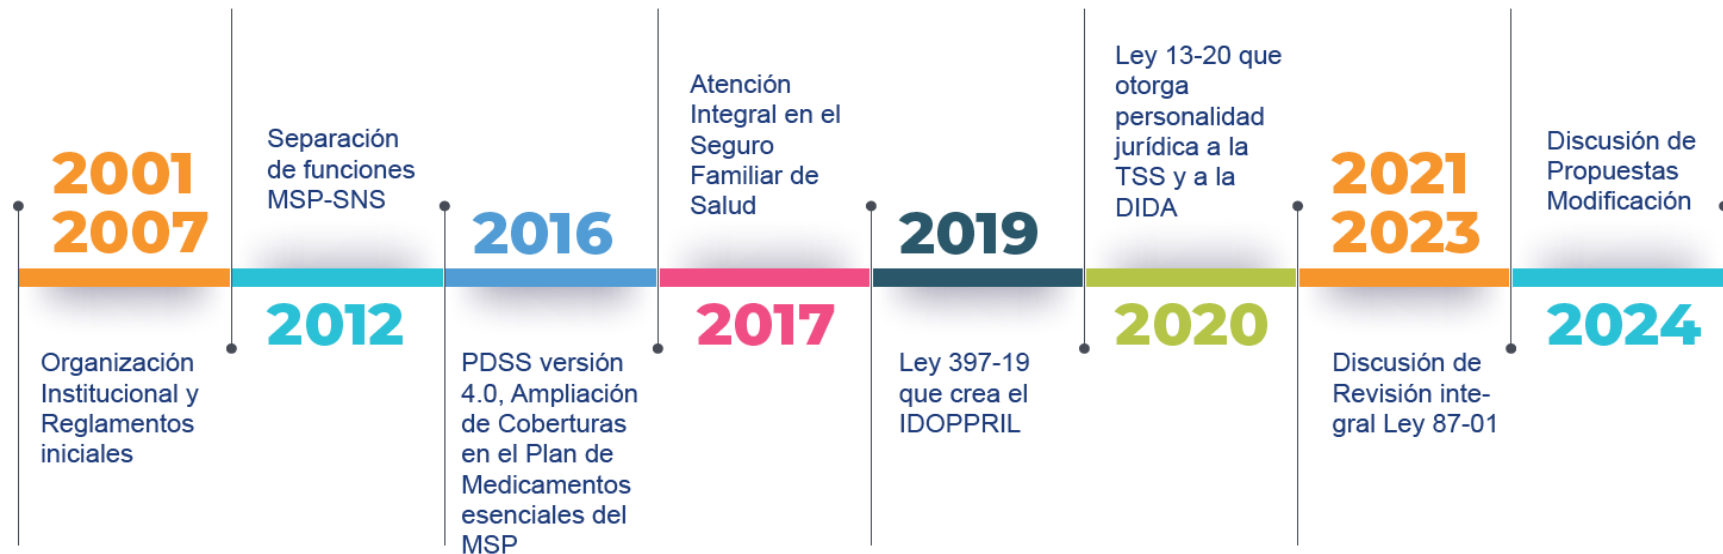 2001
2007
Organización
Institucional y
Reglamentos
iniciales
Separación
de funciones
MSP-SNS
2012
2016
PDSS versión
4.0, Ampliación
de Coberturas
en el Plan de
Medicamentos
esenciales del
MSP
Atención
Integral en el
Seguro
Familiar de
Salud
2017
2019
Ley 397-19
que crea el
IDOPPRIL
Ley 13-20 que
otorga
personalidad
jurídica a la
TSS y a la
DIDA
2020
2021
2023
Discusión de
Revisión inte-
gral Ley 87-01
Discusión de
Propuestas
Modificación
2024